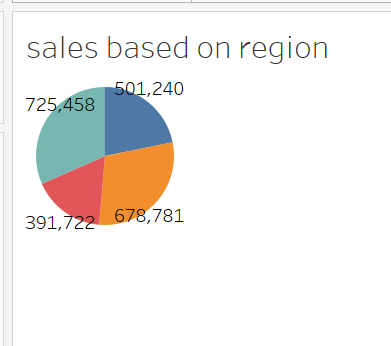 sales based on region
501,240
725,458
678,781
391,722